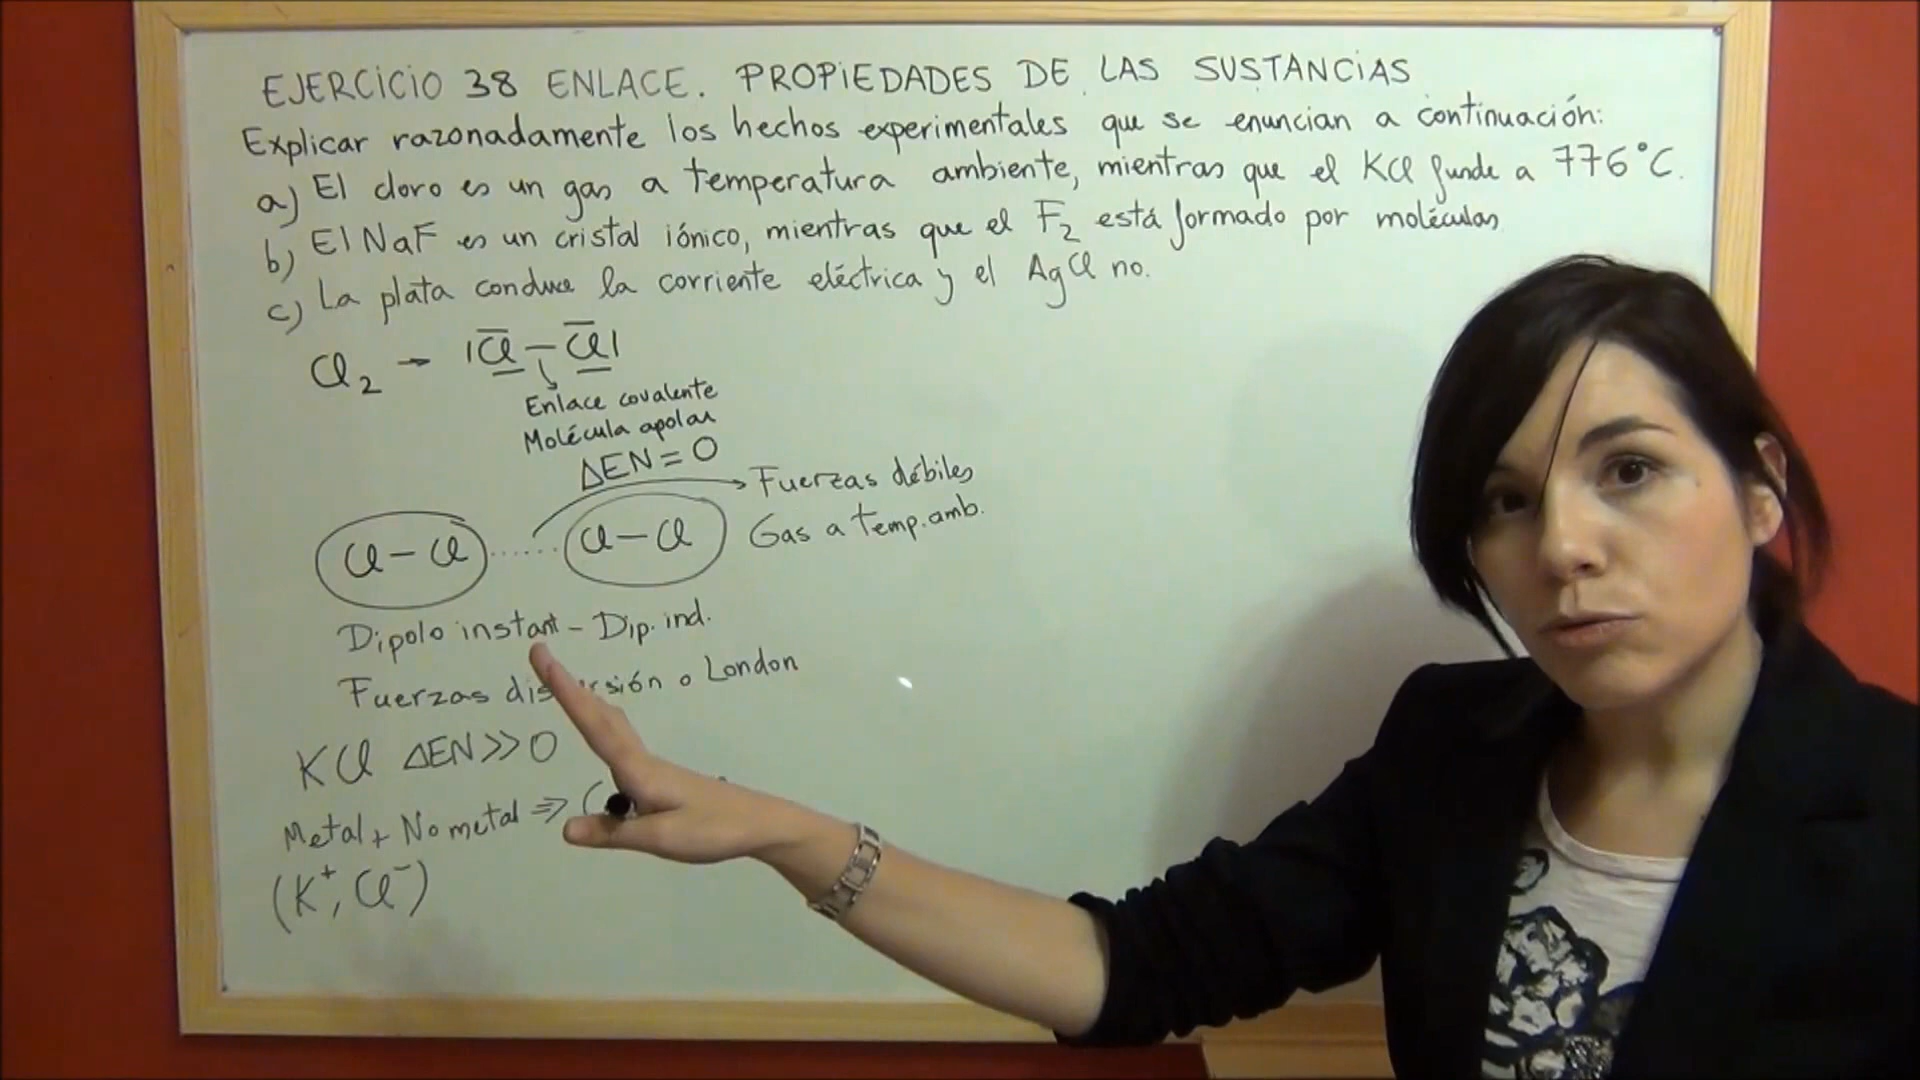 EJERCICIO 38 ENLACE. PROPIEDADES DE LAS SUSTANCIAS
Explicar razonadamente los hechos experimentales que se enuncian a continuación:
a) El cloro es un gas a temperatura ambiente, mientras que el KCl funde a 776°C.
b) El NaF es un cristal iónico, mientras que el F₂ está formado por moléculas
c) La plata conduce la corriente eléctrica y el AgCl no.
Cl₂ → |Cl – Cl|
Enlace covalente
Molécula apolar
ΔEN = 0
Fuerzas débiles
Cl – Cl ...... Cl – Cl
Gas a temp. amb.
Dipolo instant – Dip. ind.
Fuerzas o London
KCl ΔEN >> 0
Metal + No metal ⇒ (
(K⁺, Cl⁻)